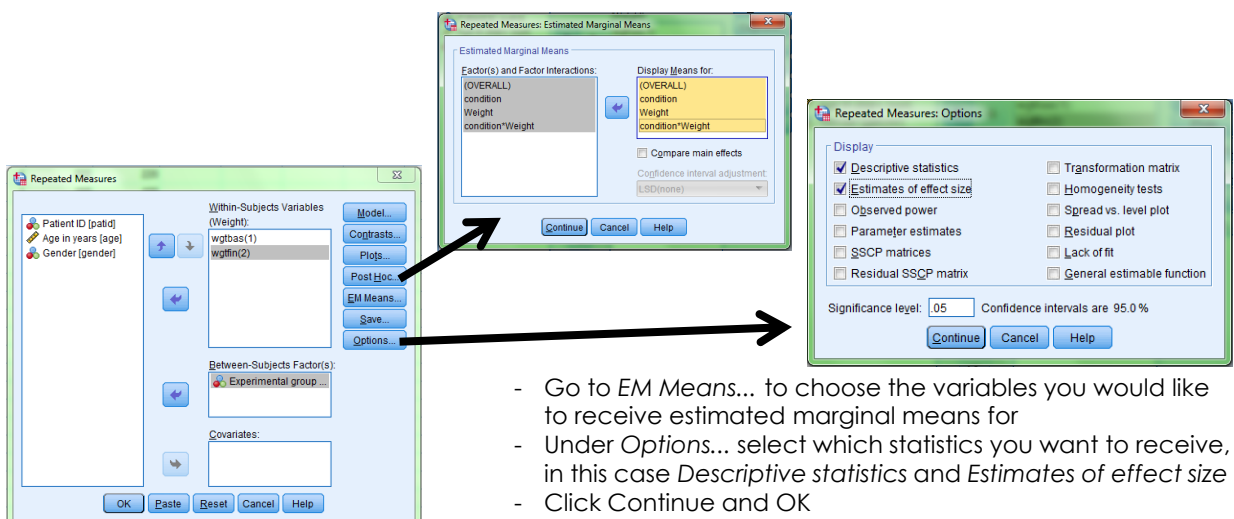 Repeated Measures: Estimated Marginal Means
Estimated Marginal Means
Factor(s) and Factor Interactions:
(OVERALL)
condition
Weight
condition*Weight
Display Means for:
(OVERALL)
condition
Weight
condition*Weight
Compare main effects
Confidence interval adjustment:
LSD(none)
Continue Cancel Help
Repeated Measures: Options
Display
Descriptive statistics
Estimates of effect size
Observed power
Parameter estimates
SSCP matrices
Residual SSCP matrix
Transformation matrix
Homogeneity tests
Spread vs. level plot
Residual plot
Lack of fit
General estimable function
Significance level: .05 Confidence intervals are 95.0 %
Continue Cancel Help
Repeated Measures
Patient ID [patid]
Age in years [age]
Gender [gender]
Within-Subjects Variables
(Weight):
wgtbas(1)
wgtfin(2)
Between-Subjects Factor(s):
Experimental group ...
Covariates:
Model...
Contrasts...
Plots...
Post Hoc...
EM Means...
Save...
Options...
OK Paste Reset Cancel Help
- Go to EM Means... to choose the variables you would like
to receive estimated marginal means for
- Under Options... select which statistics you want to receive,
in this case Descriptive statistics and Estimates of effect size
- Click Continue and OK